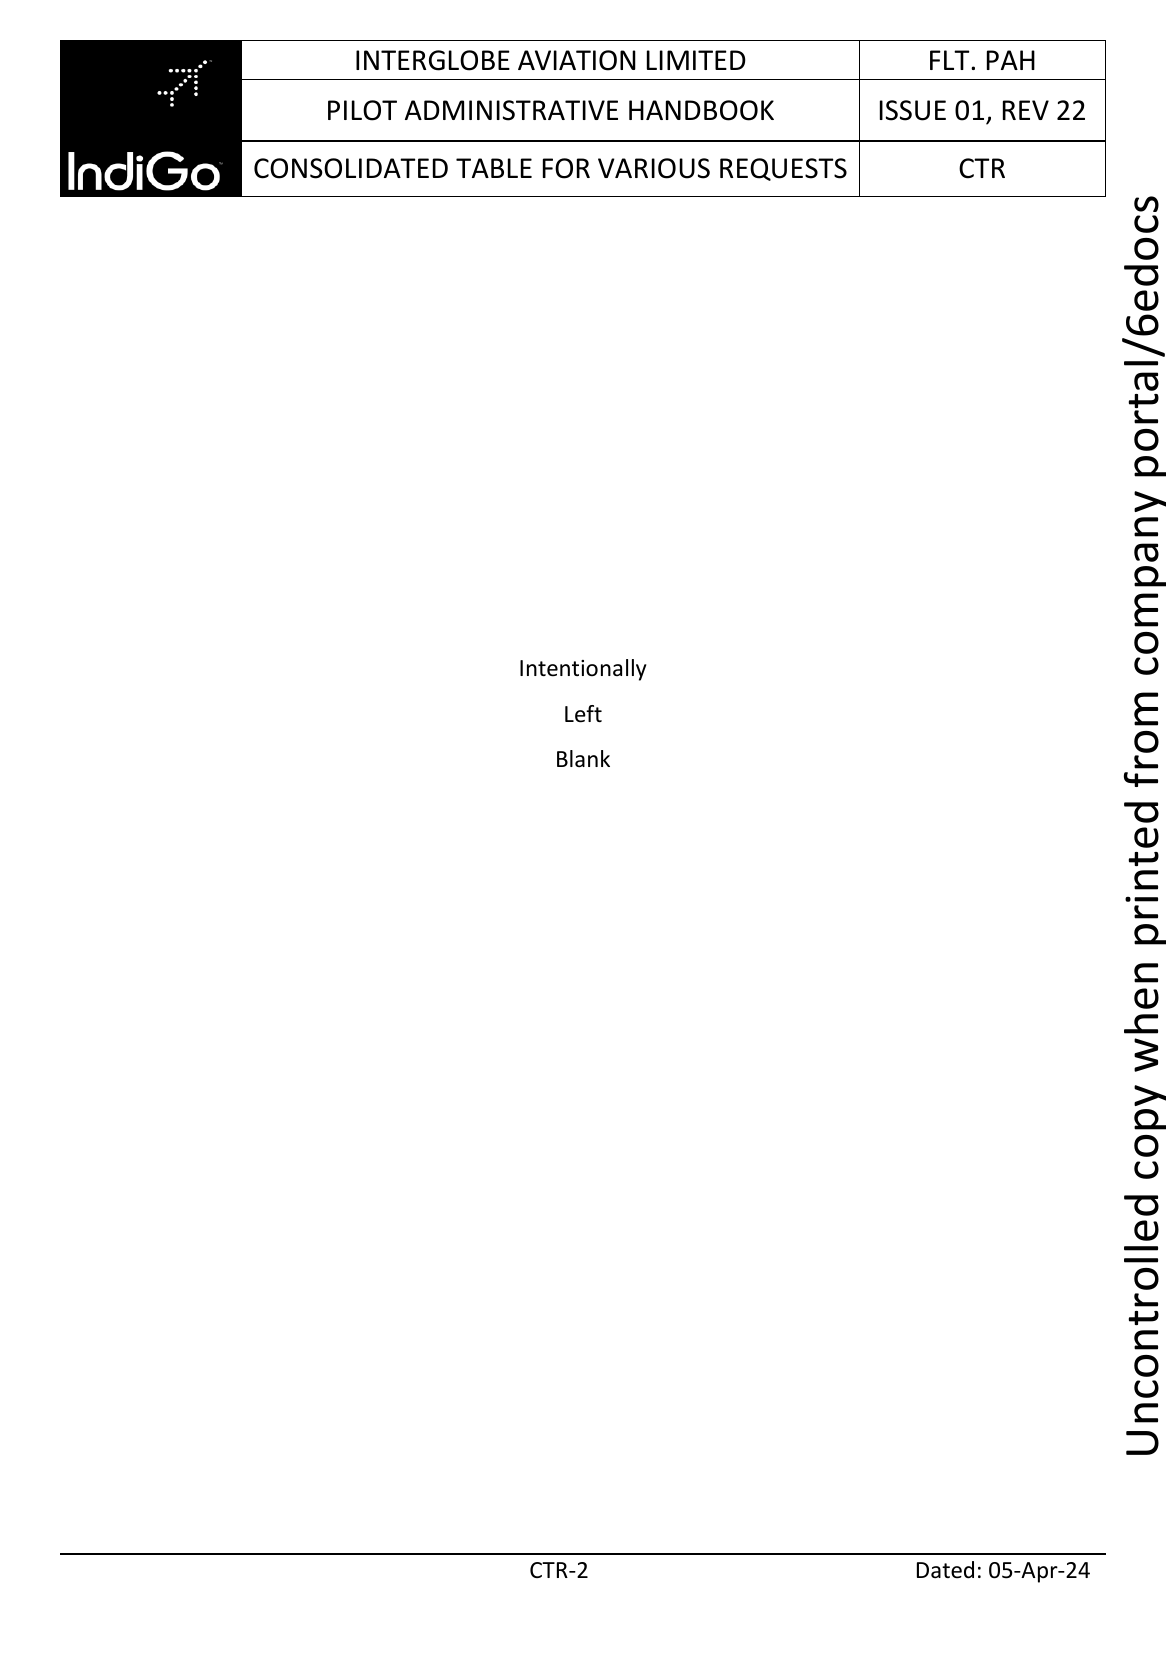 INTERGLOBE AVIATION LIMITED
FLT. PAH
PILOT ADMINISTRATIVE HANDBOOK
ISSUE 01, REV 22
IndiGo
CONSOLIDATED TABLE FOR VARIOUS REQUESTS
CTR
Intentionally
Left
Blank
Uncontrolled copy when printed from company portal/6edocs
CTR-2
Dated: 05-Apr-24